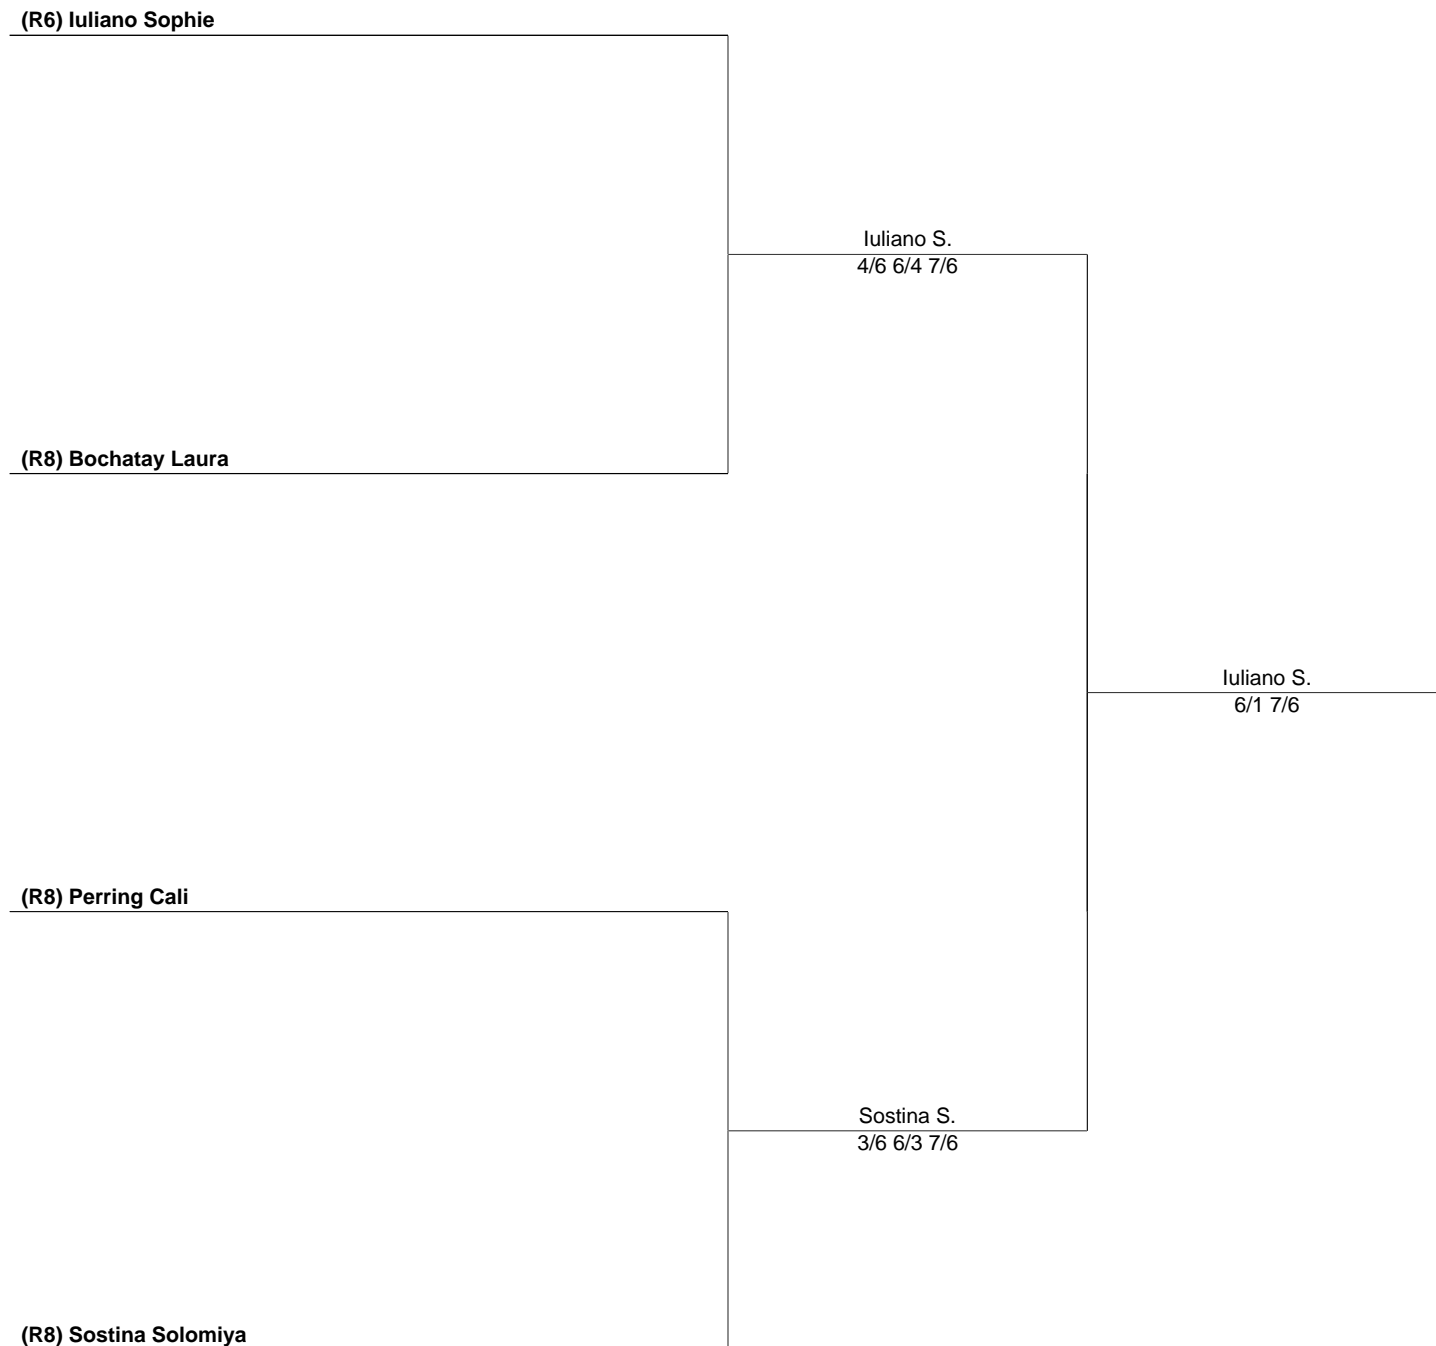 (R6) Iuliano Sophie
Iuliano S.
4/6 6/4 7/6
(R8) Bochatay Laura
Iuliano S.
6/1 7/6
(R8) Perring Cali
Sostina S.
3/6 6/3 7/6
(R8) Sostina Solomiya